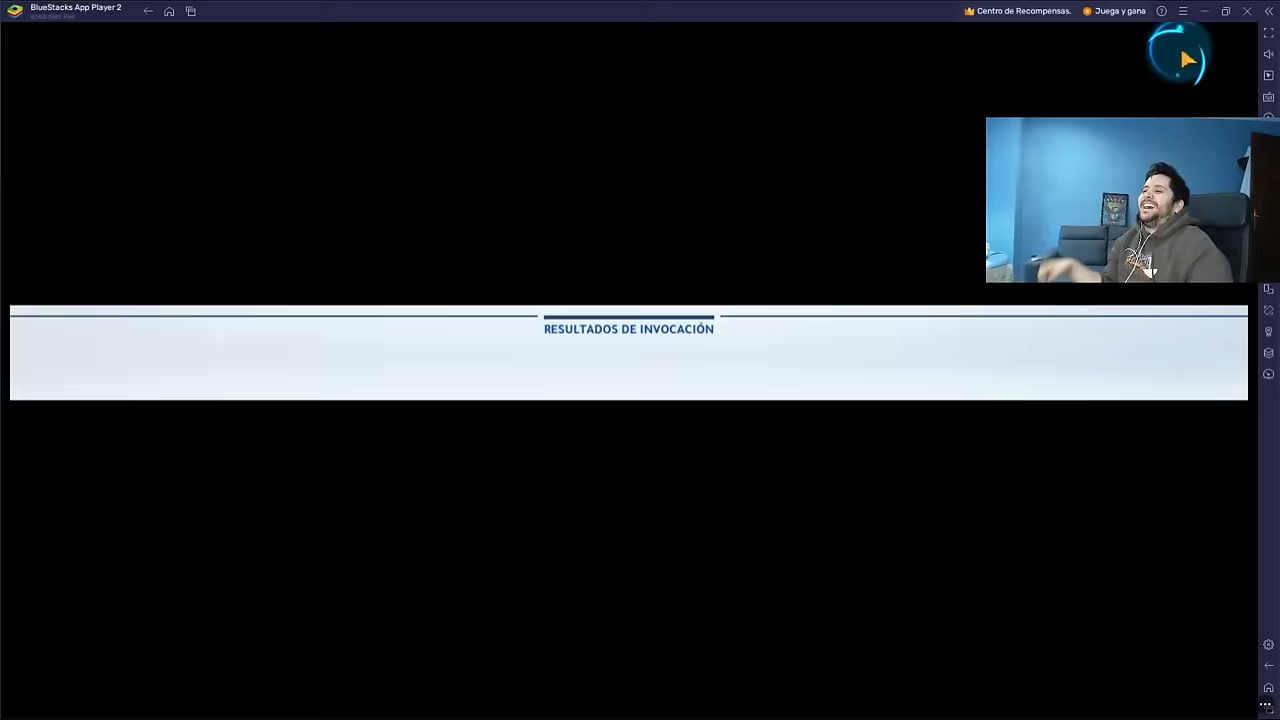 BlueStacks App Player 2
Centro de Recompensas.
Juega y gana
RESULTADOS DE INVOCACIÓN